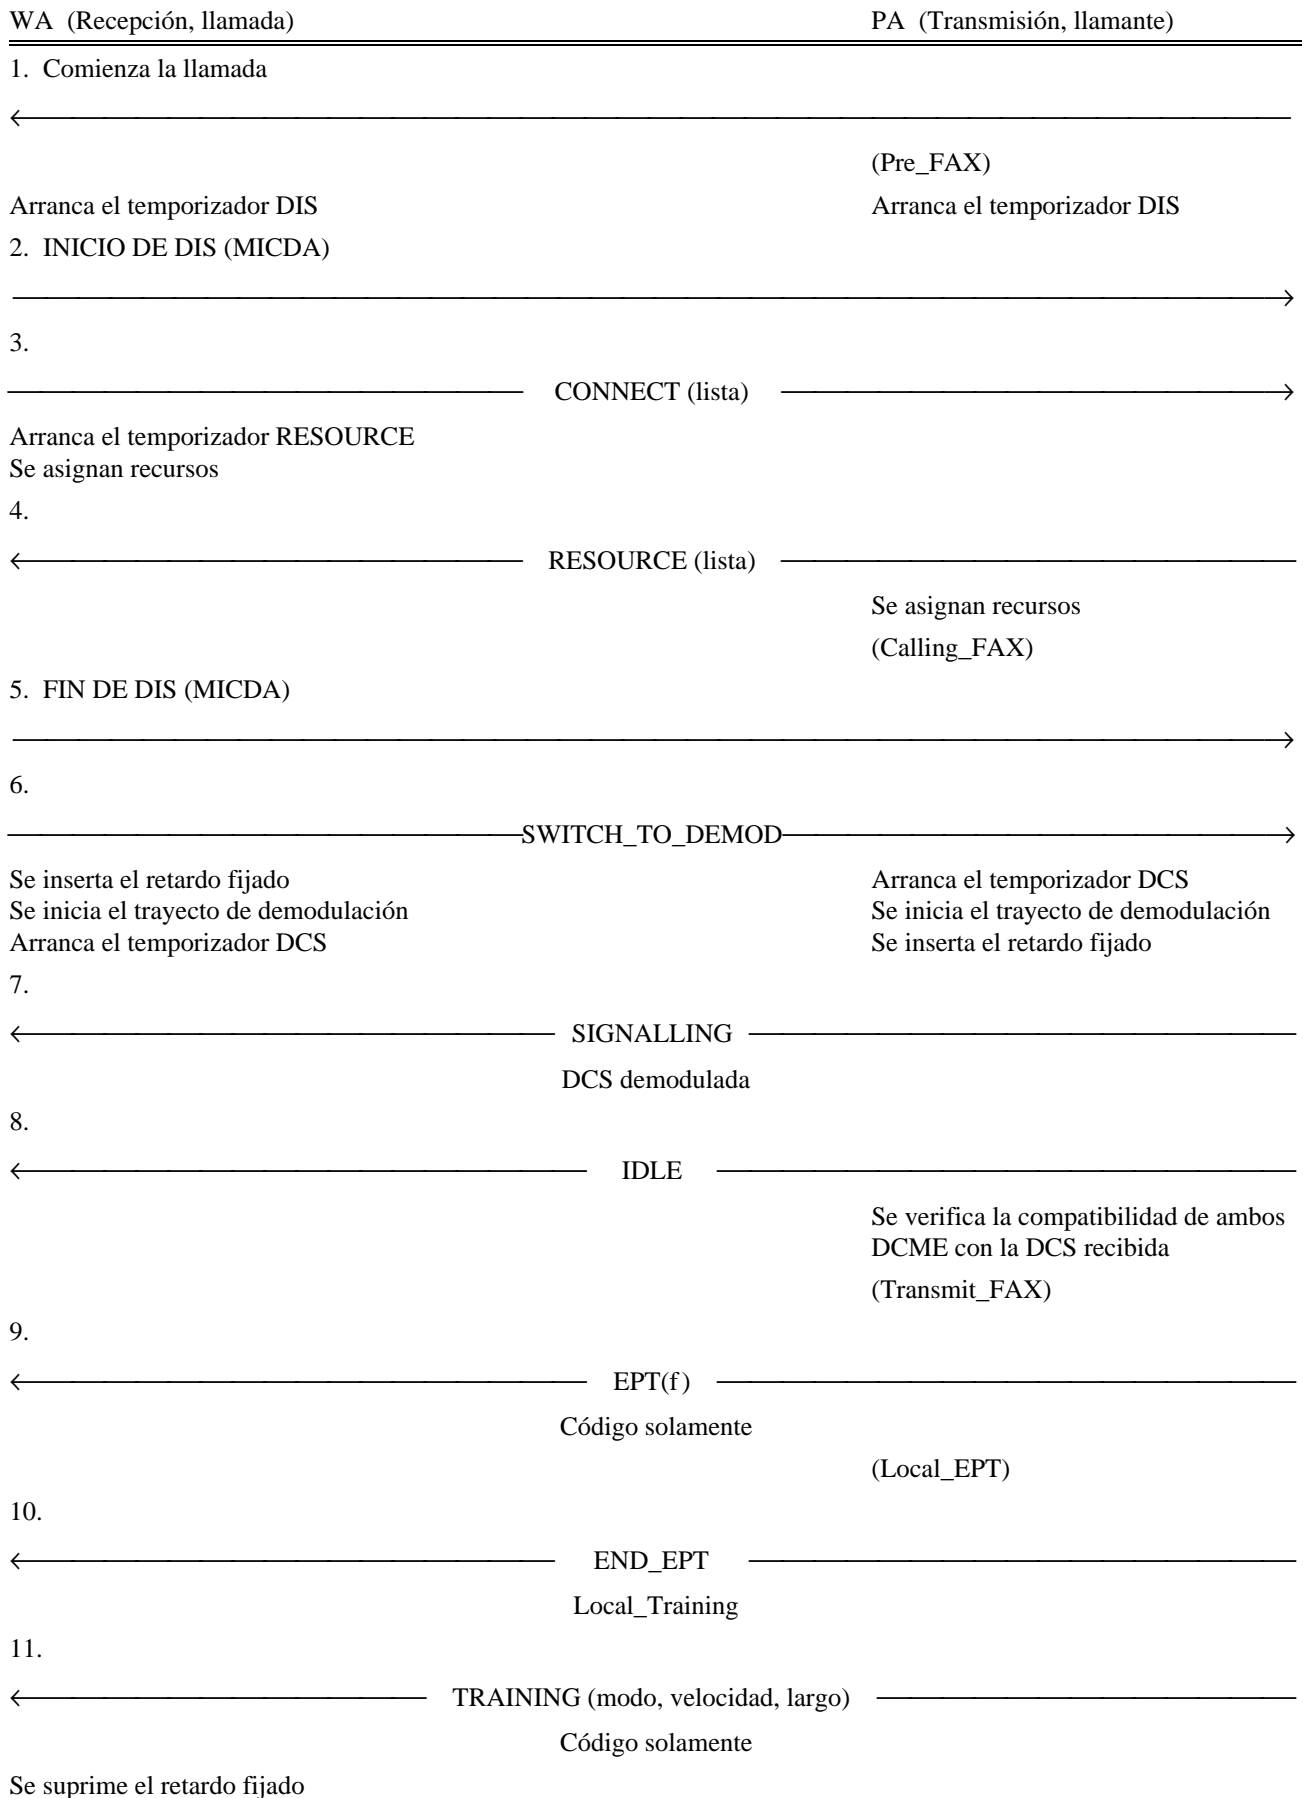 WA (Recepción, llamada) PA (Transmisión, llamante)
1. Comienza la llamada
(Pre_FAX)
Arranca el temporizador DIS Arranca el temporizador DIS
2. INICIO DE DIS (MICDA)
3.
CONNECT (lista)
Arranca el temporizador RESOURCE
Se asignan recursos
4.
RESOURCE (lista)
Se asignan recursos
(Calling_FAX)
5. FIN DE DIS (MICDA)
6.
SWITCH_TO_DEMOD
Se inserta el retardo fijado Arranca el temporizador DCS
Se inicia el trayecto de demodulación Se inicia el trayecto de demodulación
Arranca el temporizador DCS Se inserta el retardo fijado
7.
SIGNALLING
DCS demodulada
8.
IDLE
Se verifica la compatibilidad de ambos
DCME con la DCS recibida
(Transmit_FAX)
9.
EPT(f)
Código solamente
(Local_EPT)
10.
END_EPT
Local_Training
11.
TRAINING (modo, velocidad, largo)
Código solamente
Se suprime el retardo fijado